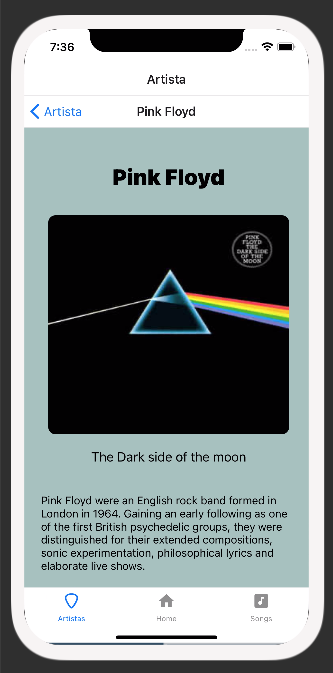 7:36
Artista
Artista
Pink Floyd
Pink Floyd
PINK
FLOYD
THE
DARK SIDE
OF THE
MOON
The Dark side of the moon
Pink Floyd were an English rock band formed in
London in 1964. Gaining an early following as one
of the first British psychedelic groups, they were
distinguished for their extended compositions,
sonic experimentation, philosophical lyrics and
elaborate live shows.
Artistas
Home
Songs